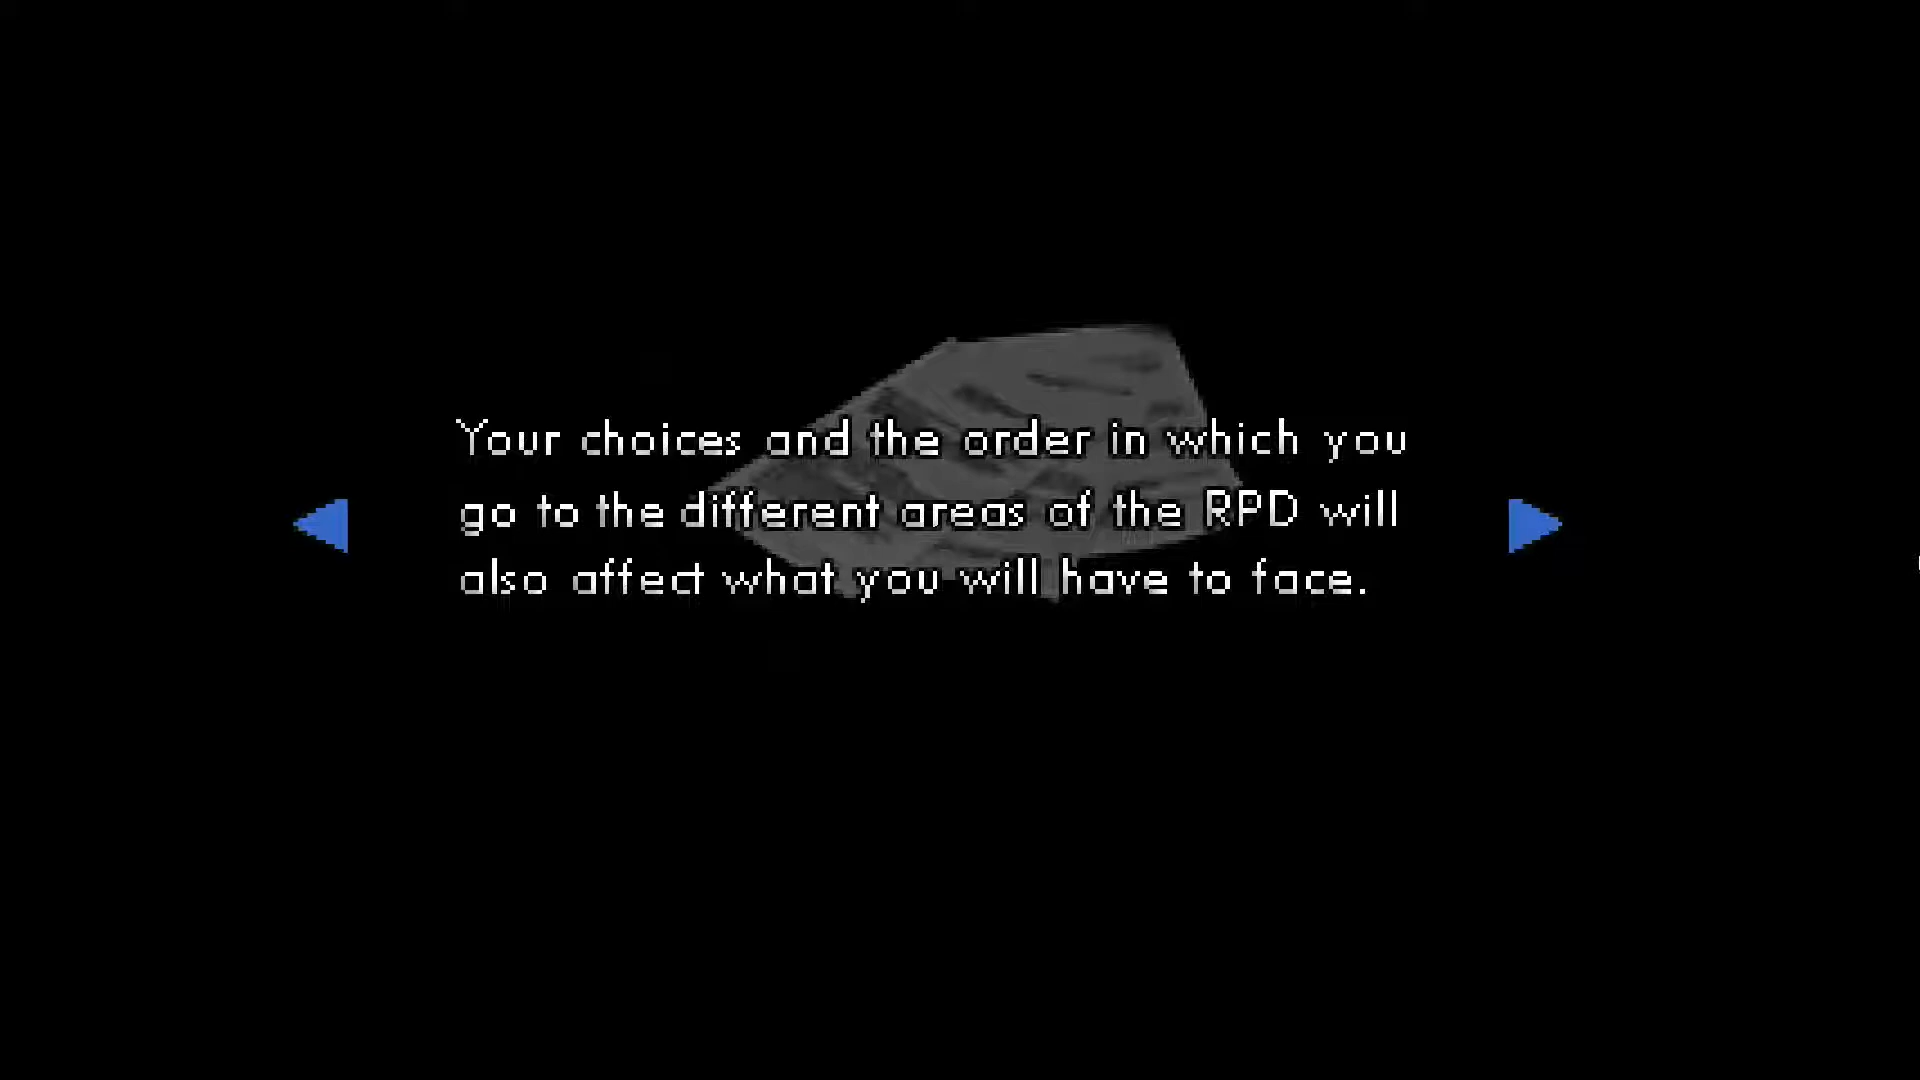 Your choices and the order in which you
go to the different areas of the RPD will
also affect what you will have to face.